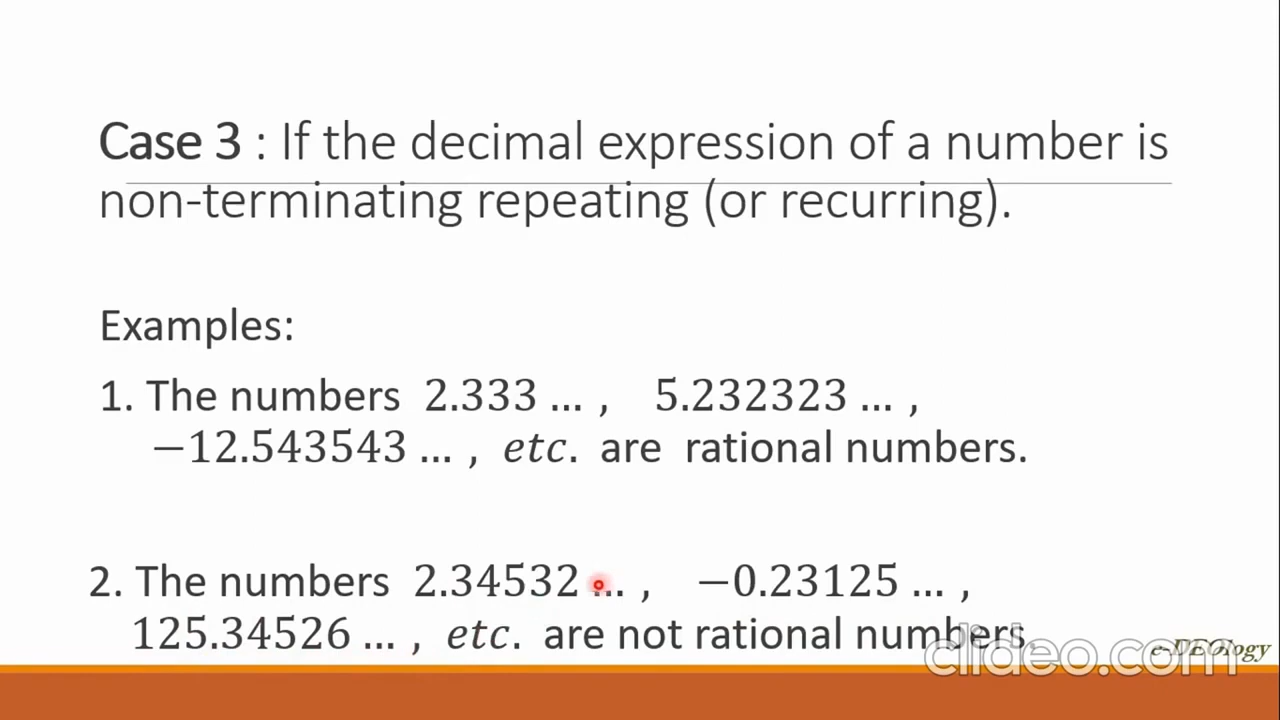 Case 3 : If the decimal expression of a number is
non-terminating repeating (or recurring).
Examples:
1. The numbers 2.333 ... , 5.232323 ... ,
−12.543543 ... , etc. are rational numbers.
2. The numbers 2.34532 ... , −0.23125 ... ,
125.34526 ... , etc. are not rational numbers.
e-DEOlogy
clideo.com